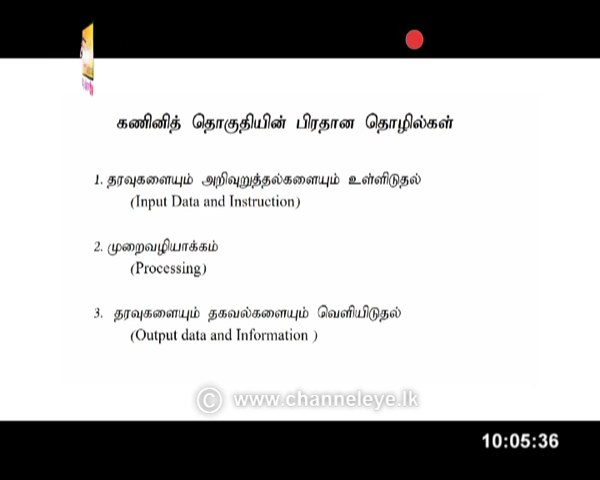 கணினித் தொகுதியின் பிரதான தொழில்கள்
1. தரவுகளையும் அறிவுறுத்தல்களையும் உள்ளிடுதல்
(Input Data and Instruction)
2. முறைவழியாக்கம்
(Processing)
3. தரவுகளையும் தகவல்களையும் வெளியிடுதல்
(Output data and Information )
© www.channeleye.lk
10:05:36